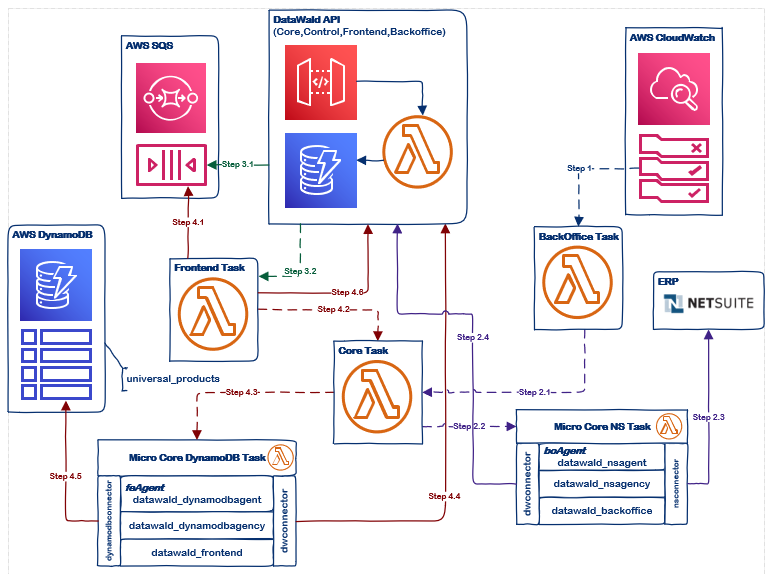 DataWald API
(Core,Control,Frontend,Backoffice)
AWS SQS
AWS CloudWatch
Step 3.1
Step 1
Step 4.1
AWS DynamoDB
BackOffice Task
Frontend Task
Step 3.2
ERP
Step 4.6
NETSUITE
Step 4.2
Step 2.4
Core Task
universal_products
Step 4.3
Step 2.1
Step 2.2
Step 2.3
Micro Core NS Task
boAgent
datawald_nsagent
datawald_nsagency
datawald_backoffice
dwconnector
nsconnector
Micro Core DynamoDB Task
Step 4.5
feAgent
datawald_dynamodbagent
datawald_dynamodbagency
datawald_frontend
dynamodbconnector
dwconnector
Step 4.4